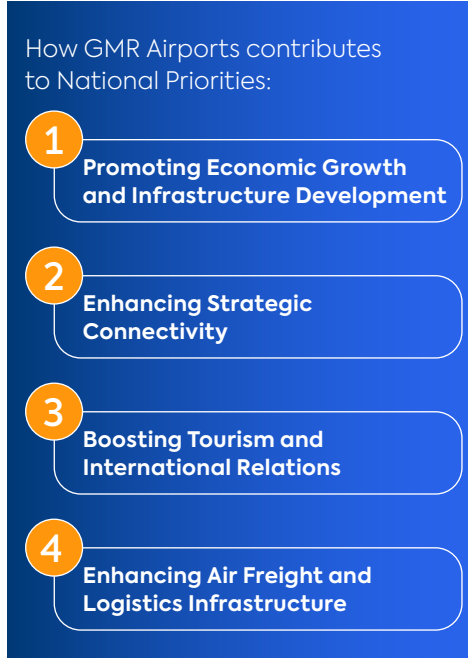 How GMR Airports contributes
to National Priorities:
1
Promoting Economic Growth
and Infrastructure Development
2
Enhancing Strategic
Connectivity
3
Boosting Tourism and
International Relations
4
Enhancing Air Freight and
Logistics Infrastructure